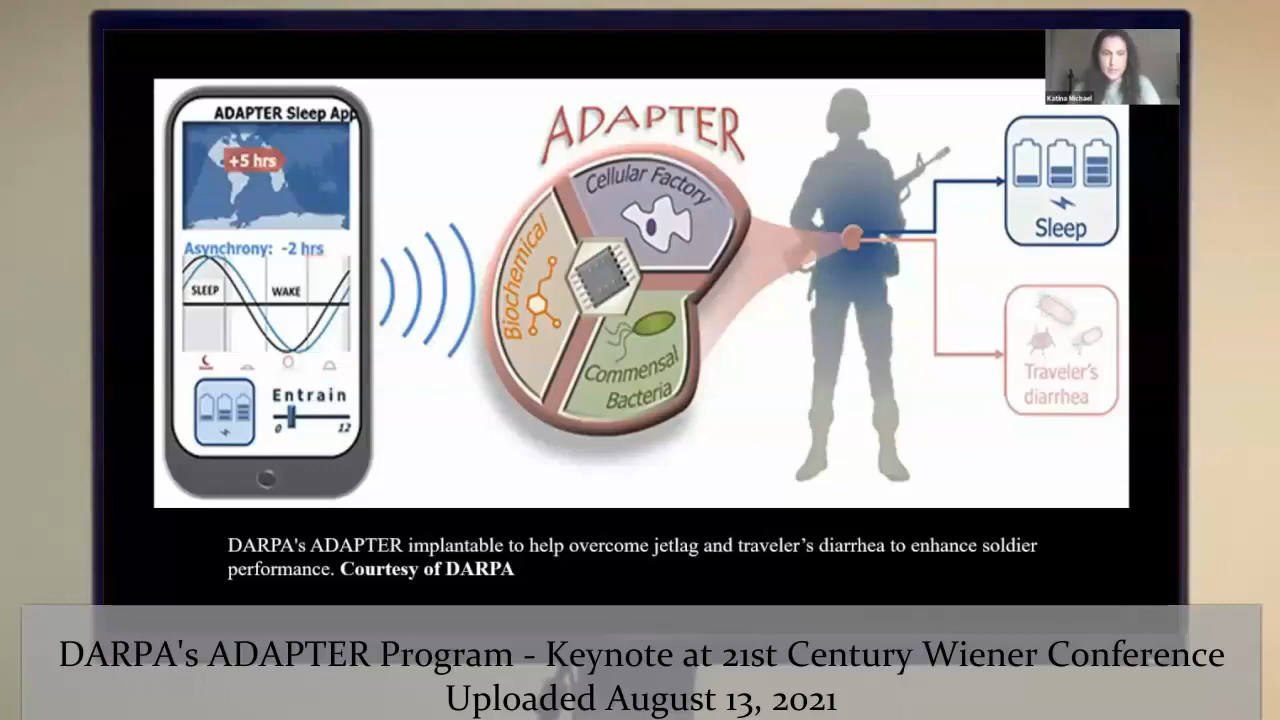 Katina Michael
ADAPTER Sleep App
+5 hrs
Asynchrony: -2 hrs
SLEEP
WAKE
Entrain
0
12
ADAPTER
Cellular Factory
Biochemical
Commensal
Bacteria
Sleep
Traveler's
diarrhea
DARPA's ADAPTER implantable to help overcome jetlag and traveler's diarrhea to enhance soldier
performance. Courtesy of DARPA
DARPA's ADAPTER Program - Keynote at 21st Century Wiener Conference
Uploaded August 13, 2021